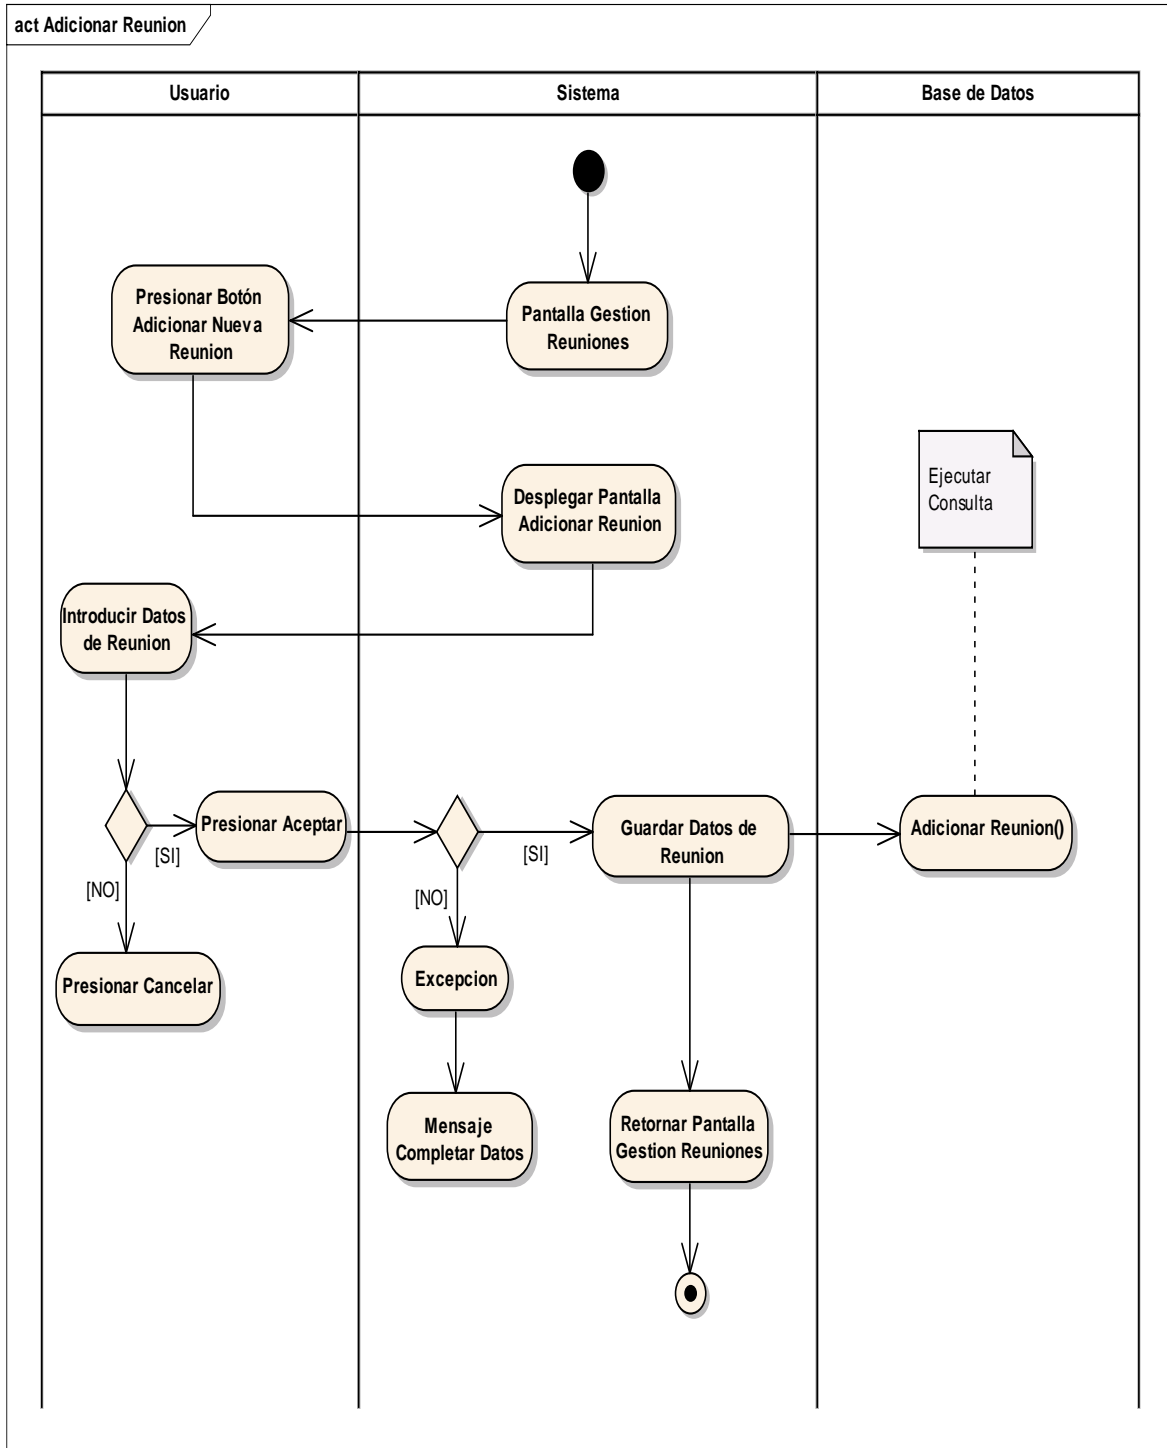 act Adicionar Reunion
Usuario
Sistema
Base de Datos
Presionar Botón
Adicionar Nueva
Reunion
Pantalla Gestion
Reuniones
Desplegar Pantalla
Adicionar Reunion
Ejecutar
Consulta
Introducir Datos
de Reunion
Presionar Aceptar
[SI]
[NO]
Presionar Cancelar
[SI]
[NO]
Guardar Datos de
Reunion
Adicionar Reunion()
Excepcion
Mensaje
Completar Datos
Retornar Pantalla
Gestion Reuniones